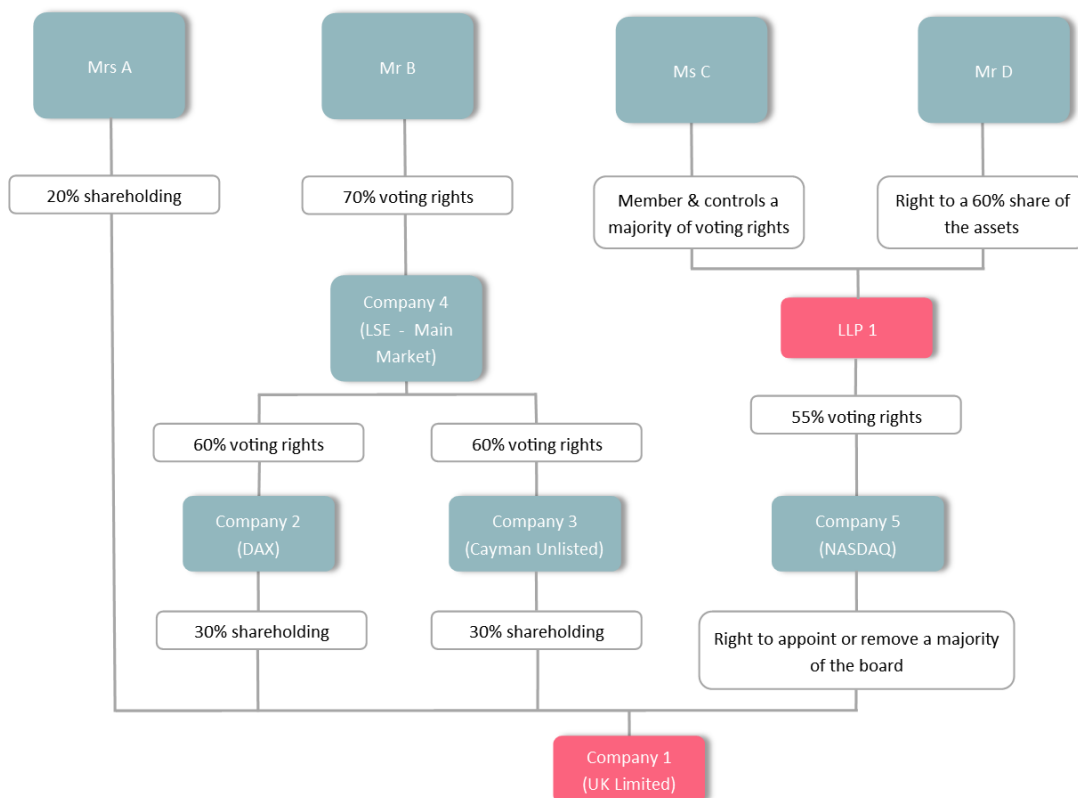 Mrs A
Mr B
Ms C
Mr D
20% shareholding
70% voting rights
Member & controls a
majority of voting rights
Right to a 60% share of
the assets
Company 4
(LSE - Main
Market)
LLP 1
60% voting rights
60% voting rights
55% voting rights
Company 2
(DAX)
Company 3
(Cayman Unlisted)
Company 5
(NASDAQ)
30% shareholding
30% shareholding
Right to appoint or remove a majority
of the board
Company 1
(UK Limited)